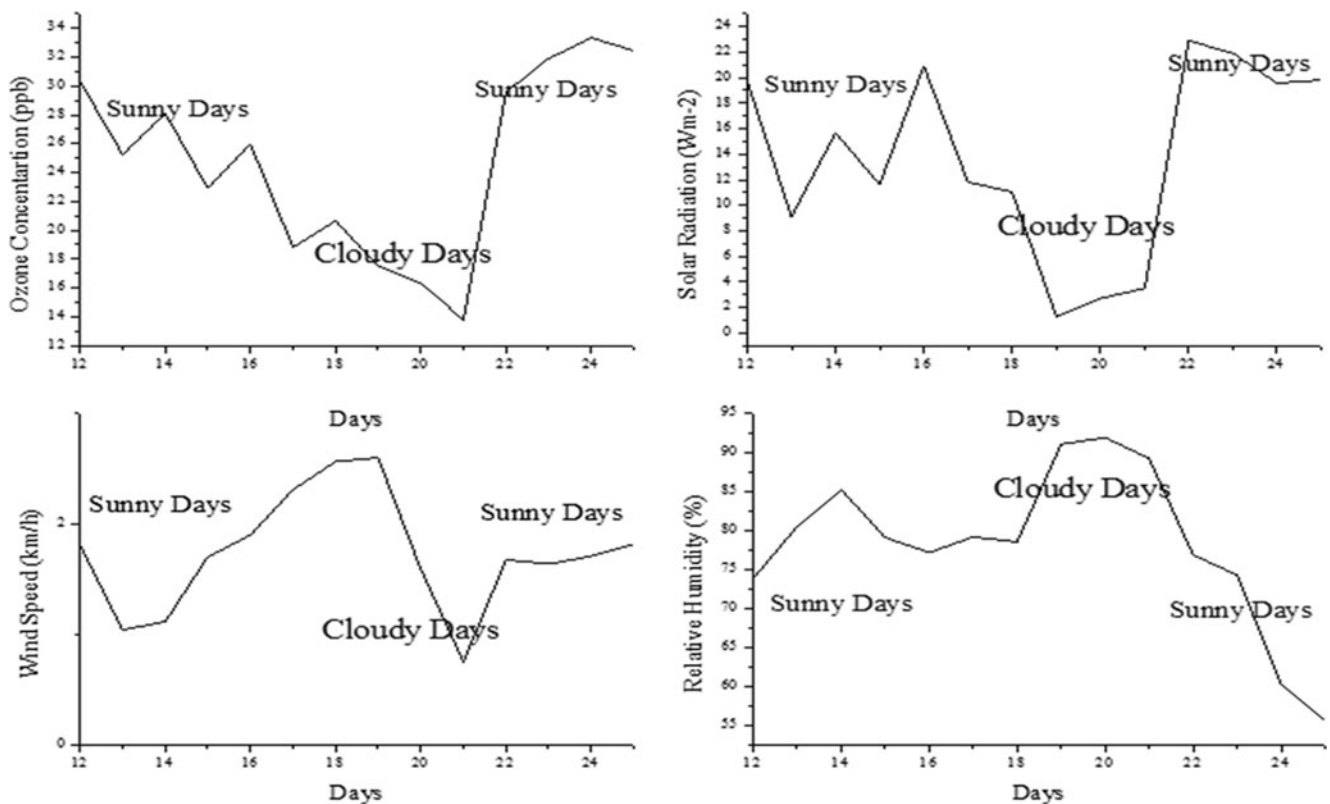 Ozone Concentartion (ppb)
34
32
30
28
26
24
22
20
18
16
14
12
Sunny Days
Cloudy Days
Sunny Days
12 14 16 18 20 22 24
Days
Solar Radiation (Wm-2)
24
22
20
18
16
14
12
10
8
6
4
2
0
Sunny Days
Cloudy Days
Sunny Days
12 14 16 18 20 22 24
Days
Wind Speed (km/h)
2
0
Sunny Days
Cloudy Days
Sunny Days
12 14 16 18 20 22 24
Days
Relative Humidity (%)
95
90
85
80
75
70
65
60
55
Sunny Days
Cloudy Days
Sunny Days
12 14 16 18 20 22 24
Days